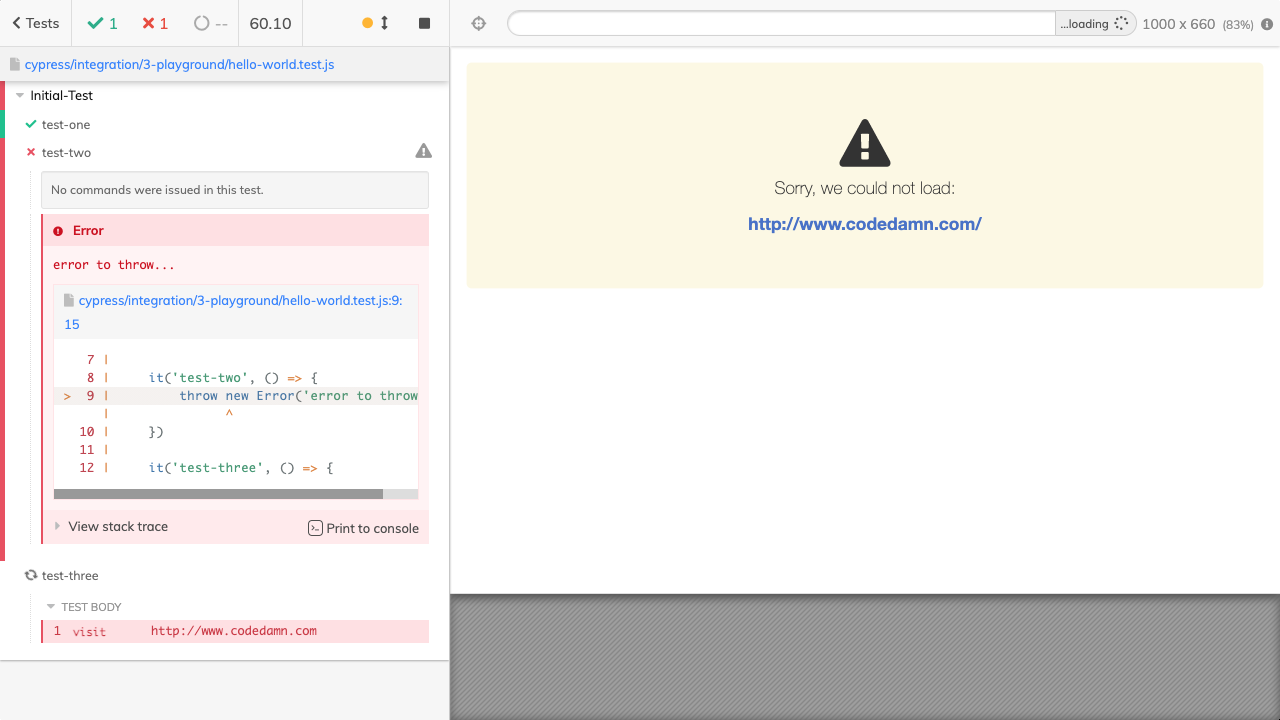 Tests
1
1
--
60.10
...loading
1000 x 660 (83%)
cypress/integration/3-playground/hello-world.test.js
Initial-Test
test-one
test-two
No commands were issued in this test.
Error
error to throw...
cypress/integration/3-playground/hello-world.test.js:9:
15
7 |
8 | it('test-two', () => {
> 9 | throw new Error('error to throw
| ^
10 | })
11 |
12 | it('test-three', () => {
View stack trace
Print to console
test-three
TEST BODY
1 visit http://www.codedamn.com
Sorry, we could not load:
http://www.codedamn.com/